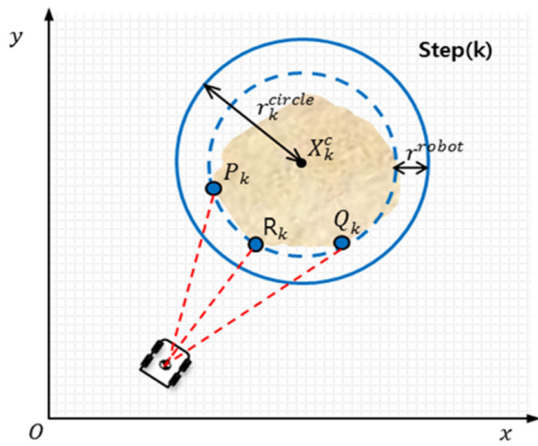 y
Step(k)
r_k^{circle}
X_k^c
r^{robot}
P_k
R_k
Q_k
O
x